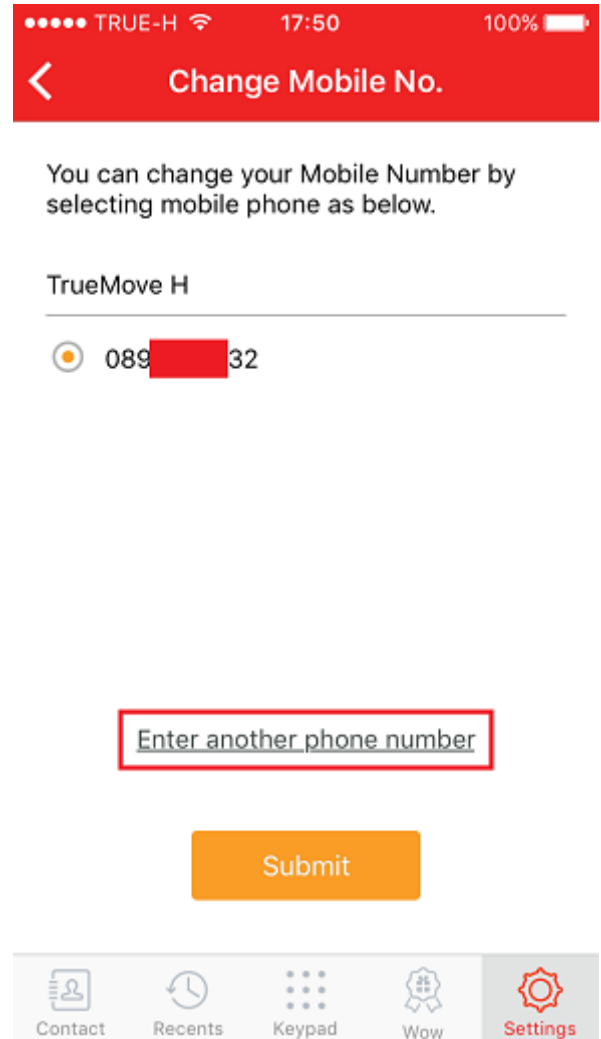 TRUE-H 17:50 100%
Change Mobile No.
You can change your Mobile Number by
selecting mobile phone as below.
TrueMove H
089 32
Enter another phone number
Submit
Contact Recents Keypad Wow Settings